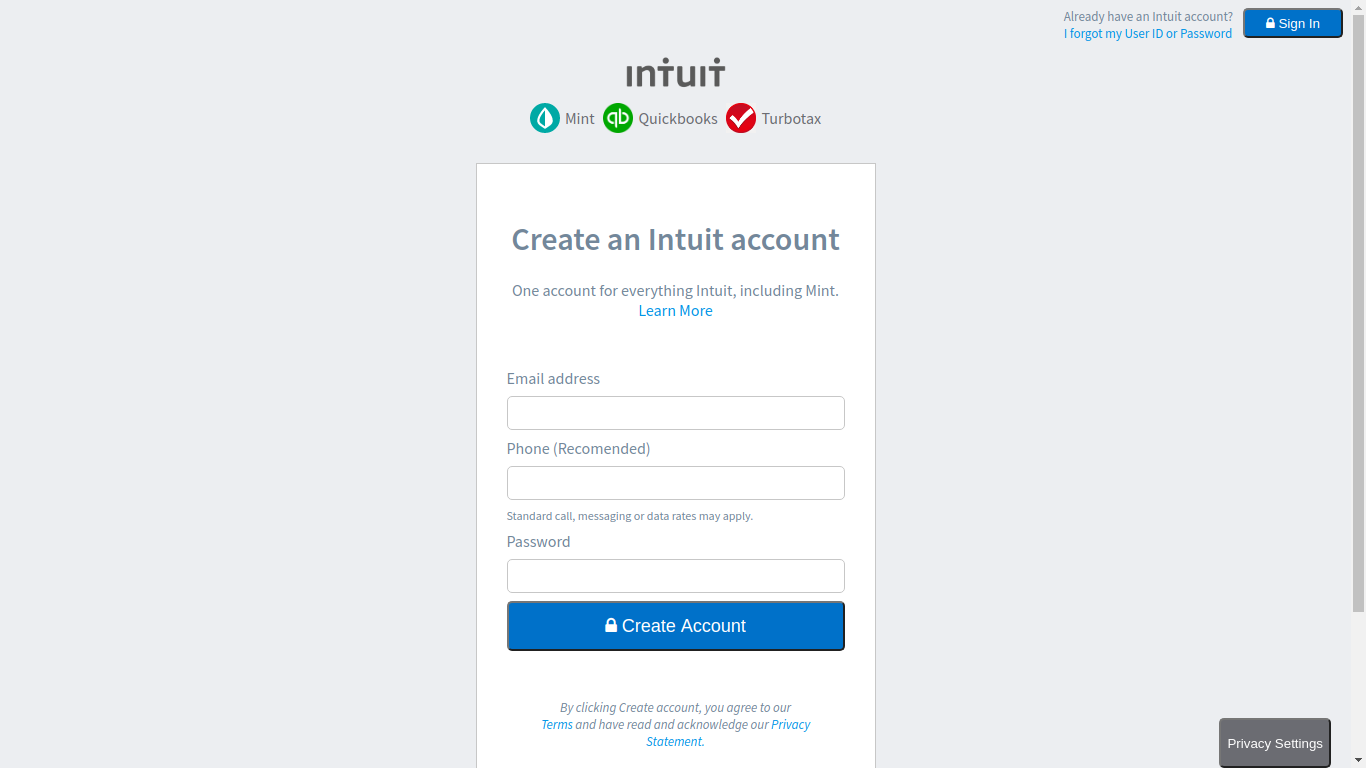 Already have an Intuit account?
I forgot my User ID or Password
Sign In
intuit
Mint Quickbooks Turbotax
Create an Intuit account
One account for everything Intuit, including Mint.
Learn More
Email address
Phone (Recomended)
Standard call, messaging or data rates may apply.
Password
Create Account
By clicking Create account, you agree to our
Terms and have read and acknowledge our Privacy
Statement.
Privacy Settings